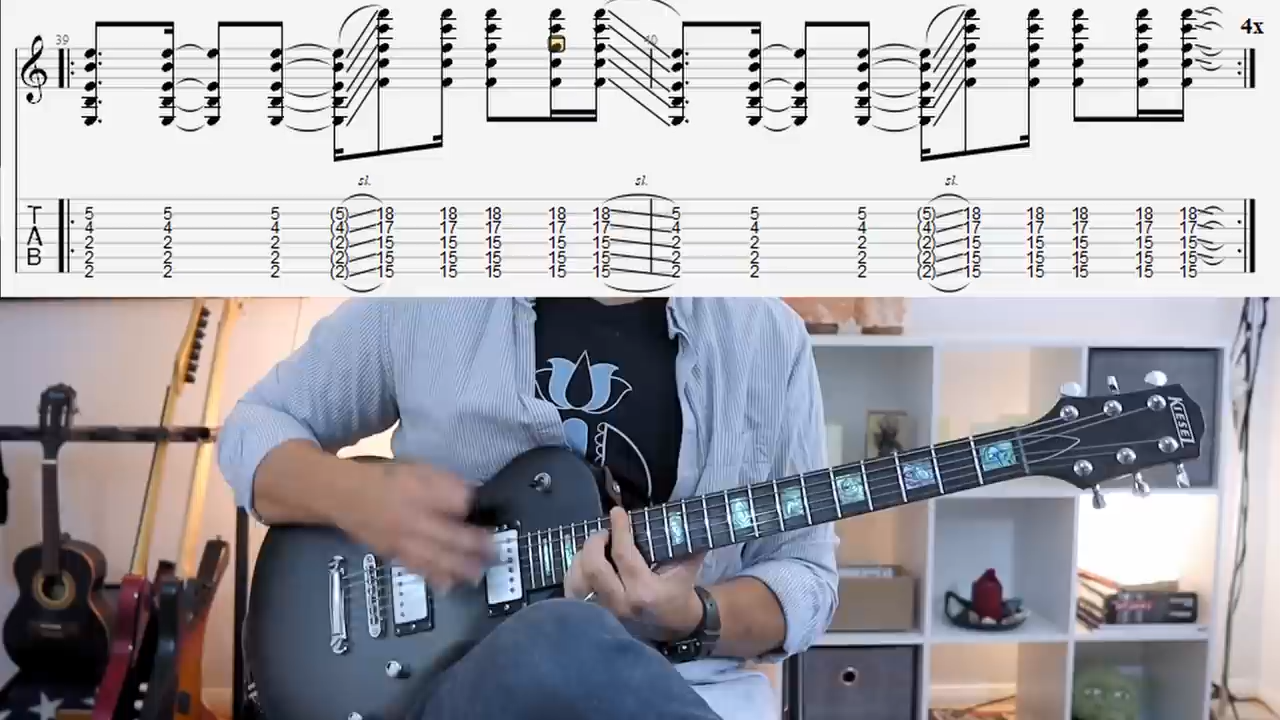 39
40
4x
sl. sl. sl.
T 5 5 5 (5) 18 18 18 18 18 5 5 5 (5) 18 18 18 18 18
4 4 4 (4) 17 17 17 17 17 4 4 4 (4) 17 17 17 17 17
A 2 2 2 (2) 15 15 15 15 15 2 2 2 (2) 15 15 15 15 15
B 2 2 2 (2) 15 15 15 15 15 2 2 2 (2) 15 15 15 15 15
2 2 2 (2) 15 15 15 15 15 2 2 2 (2) 15 15 15 15 15
KIESEL